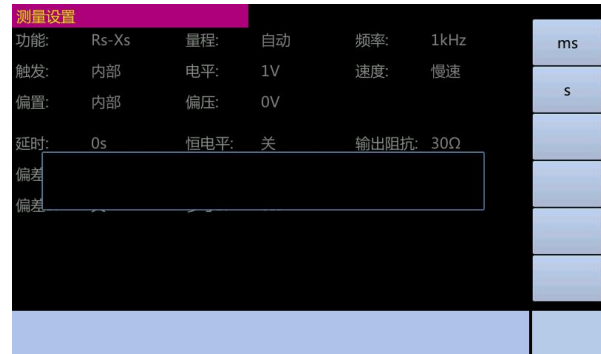 测量设置
功能: Rs-Xs 量程: 自动 频率: 1kHz
触发: 内部 电平: 1V 速度: 慢速
偏置: 内部 偏压: 0V
延时: 0s 恒电平: 关 输出阻抗: 30Ω
偏差
偏差
ms
s